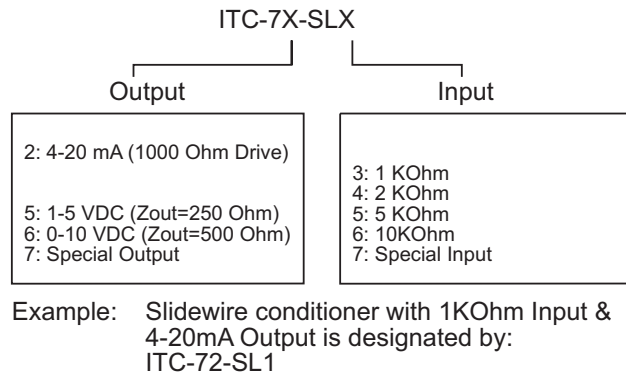 ITC-7X-SLX
Output
Input
2: 4-20 mA (1000 Ohm Drive)
5: 1-5 VDC (Zout=250 Ohm)
6: 0-10 VDC (Zout=500 Ohm)
7: Special Output
3: 1 KOhm
4: 2 KOhm
5: 5 KOhm
6: 10KOhm
7: Special Input
Example: Slidewire conditioner with 1KOhm Input &
4-20mA Output is designated by:
ITC-72-SL1